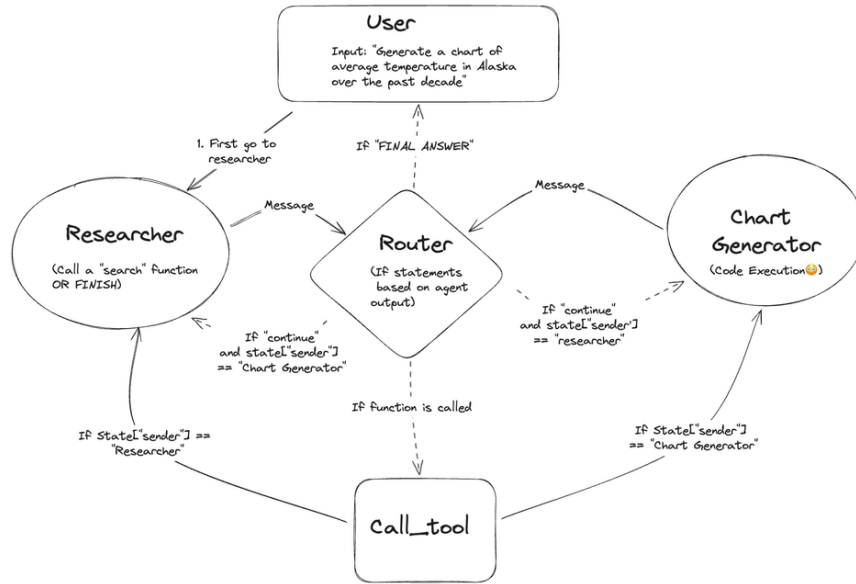 User
Input: "Generate a chart of
average temperature in Alaska
over the past decade"
1. First go to
researcher
If "FINAL ANSWER"
Message
Message
Researcher
(Call a "search" function
OR FINISH)
Router
(If statements
based on agent
output)
Chart
Generator
(Code Execution😳)
If "continue"
and state["sender"]
== "Chart Generator"
If "continue"
and state["sender']
== "researcher"
If function is called
If State["sender"] ==
"Researcher"
If State["sender"]
== "Chart Generator"
Call_tool